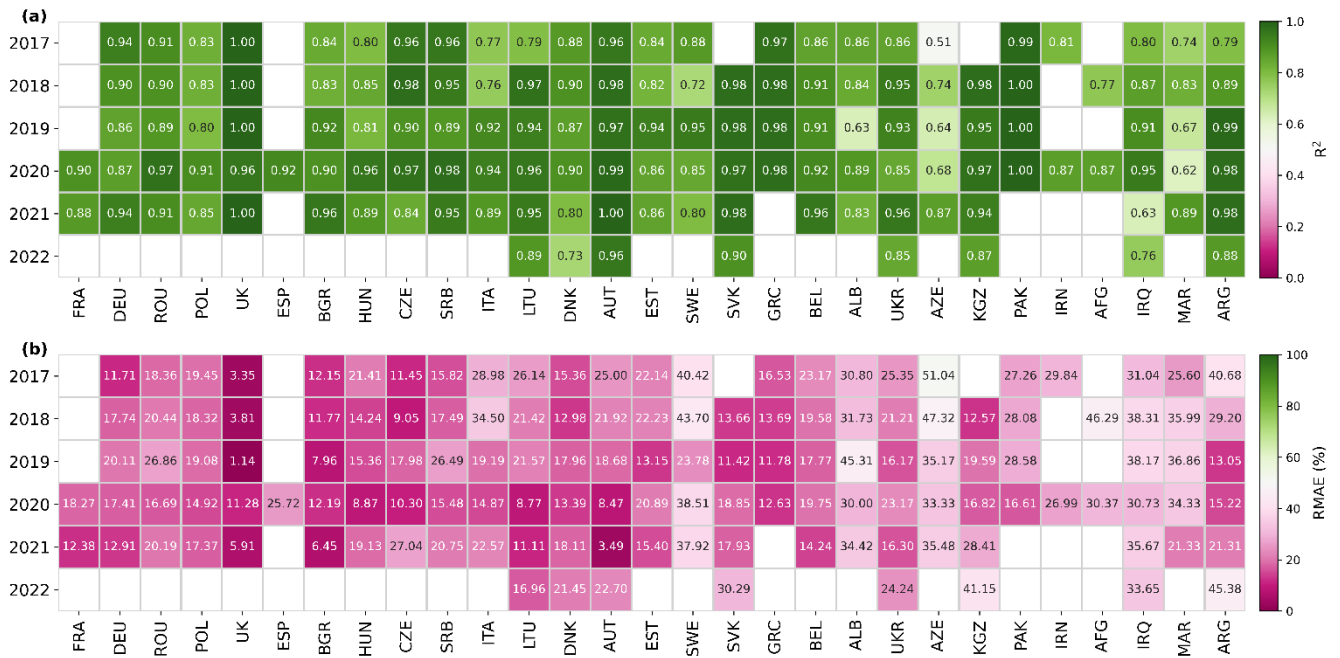 (a)
2017 0.94 0.91 0.83 1.00 0.84 0.80 0.96 0.96 0.77 0.79 0.88 0.96 0.84 0.88 0.97 0.86 0.86 0.86 0.51 0.99 0.81 0.80 0.74 0.79
2018 0.90 0.90 0.83 1.00 0.83 0.85 0.98 0.95 0.76 0.97 0.90 0.98 0.82 0.72 0.98 0.98 0.91 0.84 0.95 0.74 0.98 1.00 0.77 0.87 0.83 0.89
2019 0.86 0.89 0.80 1.00 0.92 0.81 0.90 0.89 0.92 0.94 0.87 0.97 0.94 0.95 0.98 0.98 0.91 0.63 0.93 0.64 0.95 1.00 0.91 0.67 0.99
2020 0.90 0.87 0.97 0.91 0.96 0.92 0.90 0.96 0.96 0.98 0.94 0.96 0.90 0.99 0.86 0.85 0.97 0.98 0.92 0.89 0.85 0.68 0.97 1.00 0.87 0.87 0.95 0.62 0.98
2021 0.88 0.94 0.91 0.85 1.00 0.96 0.89 0.84 0.95 0.89 0.95 0.80 1.00 0.86 0.80 0.98 0.96 0.83 0.96 0.87 0.94 0.63 0.89 0.98
2022 0.89 0.73 0.96 0.90 0.85 0.87 0.76 0.88
FRA DEU ROU POL UK ESP BGR HUN CZE SRB ITA LTU DNK AUT EST SWE SVK GRC BEL ALB UKR AZE KGZ PAK IRN AFG IRQ MAR ARG
1.0
0.8
0.6
0.4
0.2
0.0
R²
(b)
2017 11.71 18.36 19.45 3.35 12.15 21.41 11.45 15.82 28.98 26.14 15.36 25.00 22.14 40.42 16.53 23.17 30.80 25.35 51.04 27.26 29.84 31.04 25.60 40.68
2018 17.74 20.44 18.32 3.81 11.77 14.24 9.05 17.49 34.50 21.42 12.98 21.92 22.23 43.70 13.66 13.69 19.58 31.73 21.21 47.32 12.57 28.08 46.29 38.31 35.99 29.20
2019 20.11 26.86 19.08 1.14 7.96 15.36 17.98 26.49 19.19 21.57 17.96 18.68 13.15 23.78 11.42 11.78 17.77 45.31 16.17 35.17 19.59 28.58 38.17 36.86 13.05
2020 18.27 17.41 16.69 14.92 11.28 25.72 12.19 8.87 10.30 15.48 14.87 8.77 13.39 8.47 20.89 38.51 18.85 12.63 19.75 30.00 23.17 33.33 16.82 16.61 26.99 30.37 30.73 34.33 15.22
2021 12.38 12.91 20.19 17.37 5.91 6.45 19.13 27.04 20.75 22.57 11.11 18.11 3.49 15.40 37.92 17.93 14.24 34.42 16.30 35.48 28.41 35.67 21.33 21.31
2022 16.96 21.45 22.70 30.29 24.24 41.15 33.65 45.38
FRA DEU ROU POL UK ESP BGR HUN CZE SRB ITA LTU DNK AUT EST SWE SVK GRC BEL ALB UKR AZE KGZ PAK IRN AFG IRQ MAR ARG
100
80
60
40
20
0
RMAE (%)